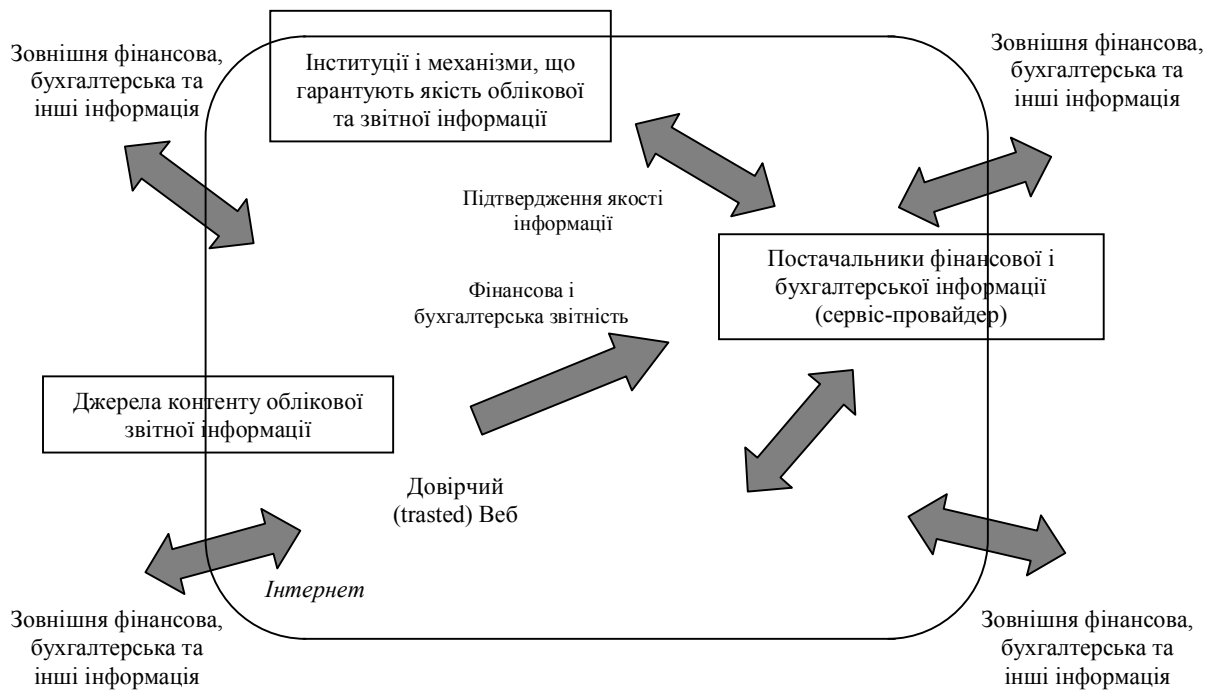 Зовнішня фінансова,
бухгалтерська та
інші інформація
Інституції і механізми, що
гарантують якість облікової
та звітної інформації
Зовнішня фінансова,
бухгалтерська та
інші інформація
Підтвердження якості
інформації
Постачальники фінансової і
бухгалтерської інформації
(сервіс-провайдер)
Фінансова і
бухгалтерська звітність
Джерела контенту облікової
звітної інформації
Довірчий
(trasted) Веб
Інтернет
Зовнішня фінансова,
бухгалтерська та
інші інформація
Зовнішня фінансова,
бухгалтерська та
інші інформація